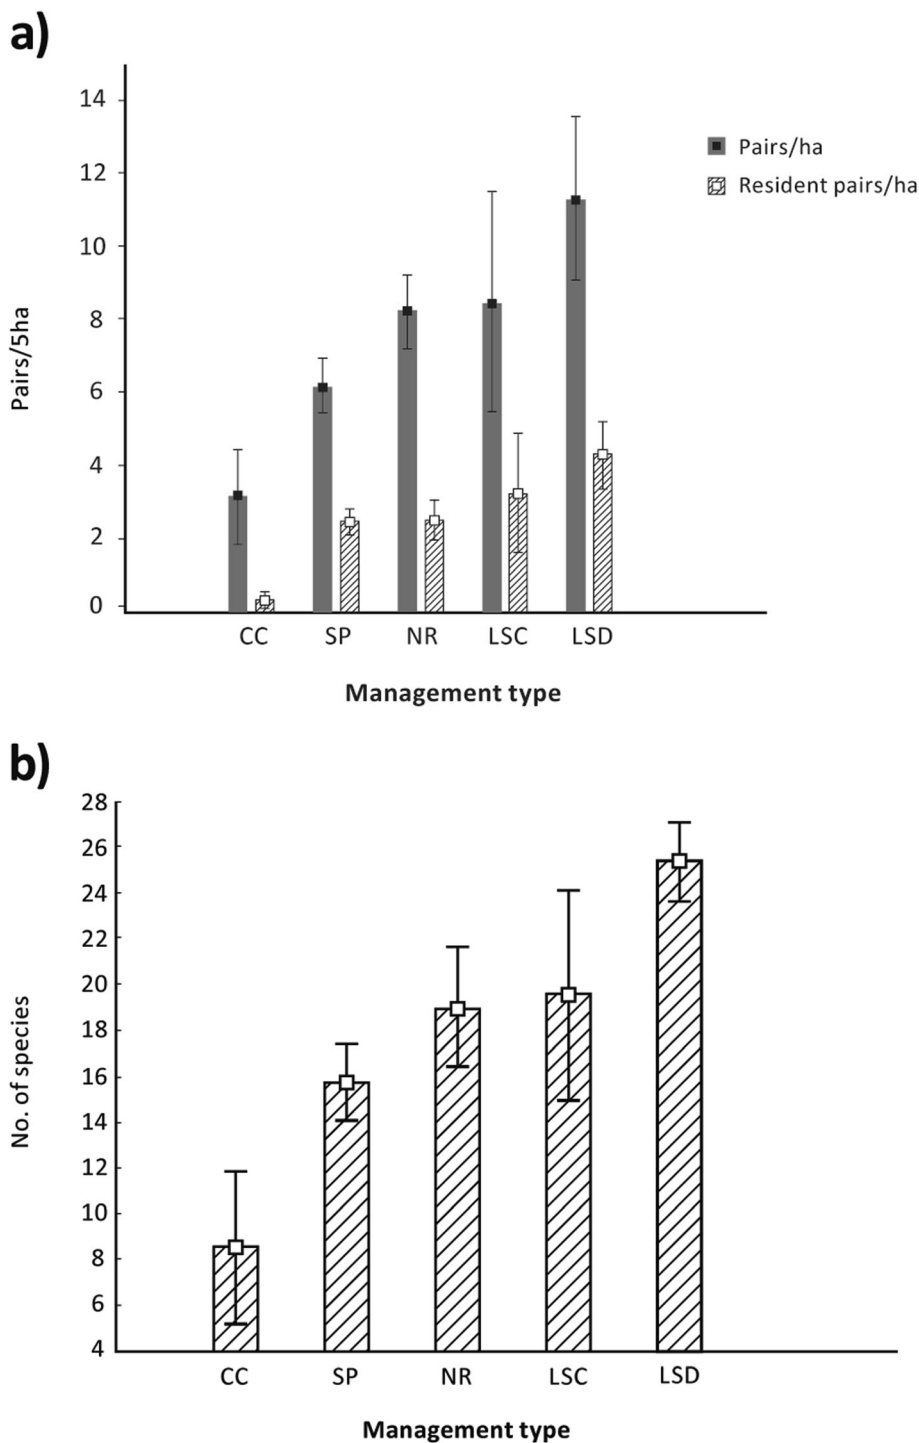 a)
14
12
10
8
6
4
2
0
Pairs/5ha
Pairs/ha
Resident pairs/ha
CC SP NR LSC LSD
Management type
b)
28
26
24
22
20
18
16
14
12
10
8
6
4
No. of species
CC SP NR LSC LSD
Management type